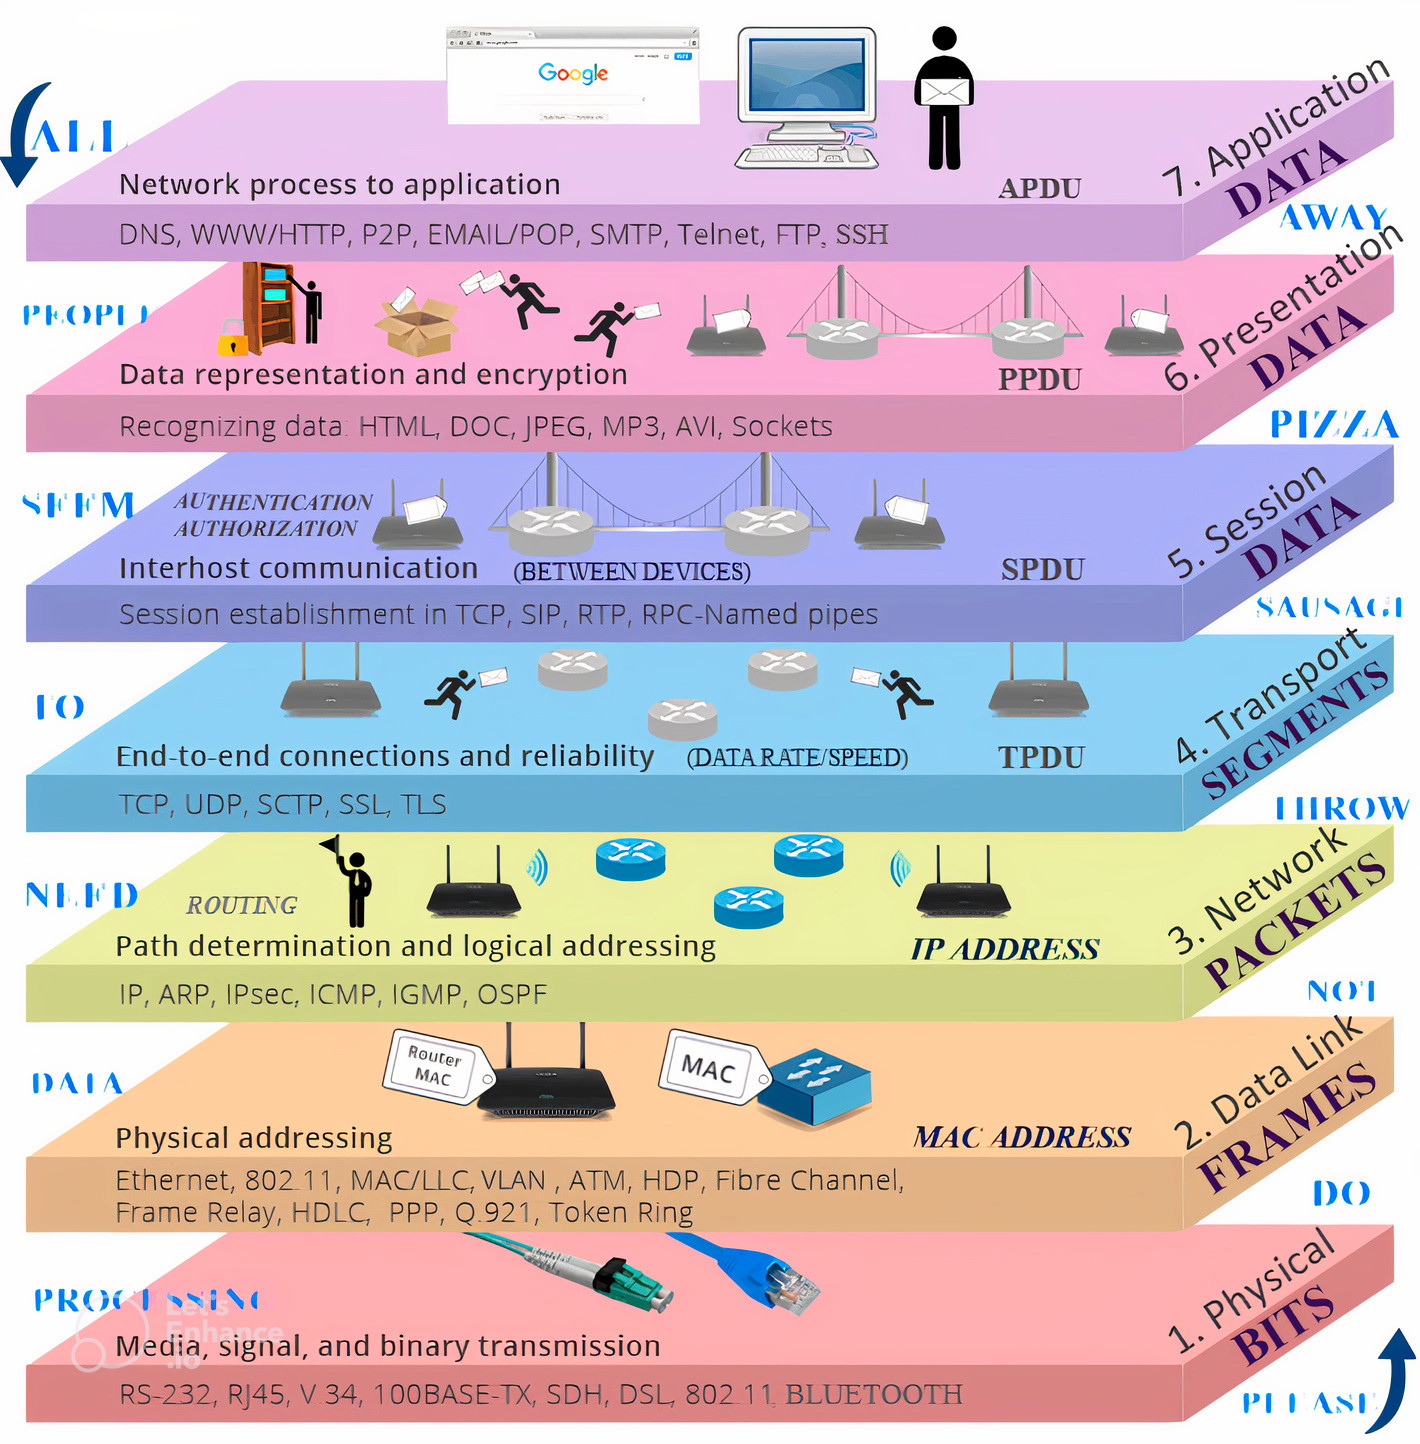 Google
ALL
7. Application
DATA
Network process to application
APDU
DNS, WWW/HTTP, P2P, EMAIL/POP, SMTP, Telnet, FTP, SSH
AWAY
PEOPLE
6. Presentation
DATA
Data representation and encryption
PPDU
Recognizing data: HTML, DOC, JPEG, MP3, AVI, Sockets
PIZZA
SEEM
AUTHENTICATION
AUTHORIZATION
5. Session
DATA
Interhost communication
(BETWEEN DEVICES)
SPDU
Session establishment in TCP, SIP, RTP, RPC-Named pipes
SAUSAGE
TO
4. Transport
SEGMENTS
End-to-end connections and reliability
(DATA RATE/SPEED)
TPDU
TCP, UDP, SCTP, SSL, TLS
THROW
NEED
3. Network
PACKETS
ROUTING
Path determination and logical addressing
IP ADDRESS
IP, ARP, IPsec, ICMP, IGMP, OSPF
NOT
DATA
Router
MAC
MAC
2. Data Link
FRAMES
Physical addressing
MAC ADDRESS
Ethernet, 802.11, MAC/LLC, VLAN , ATM, HDP, Fibre Channel,
Frame Relay, HDLC, PPP, Q.921, Token Ring
DO
PROCESSING
Let's
Enhance
.io
1. Physical
BITS
Media, signal, and binary transmission
RS-232, RJ45, V.34, 100BASE-TX, SDH, DSL, 802.11, BLUETOOTH
PLEASE